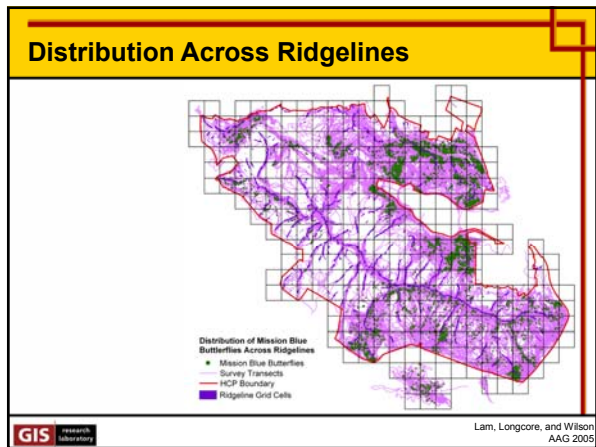 Distribution Across Ridgelines
Distribution of Mission Blue
Buttlerflies Across Ridgelines
Mission Blue Butterflies
Survey Transects
HCP Boundary
Ridgeline Grid Cells
GIS research
laboratory
Lam, Longcore, and Wilson
AAG 2005